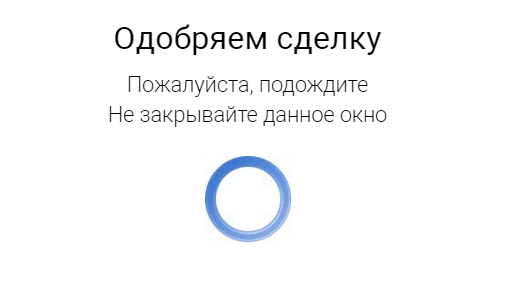 Одобряем сделку
Пожалуйста, подождите
Не закрывайте данное окно